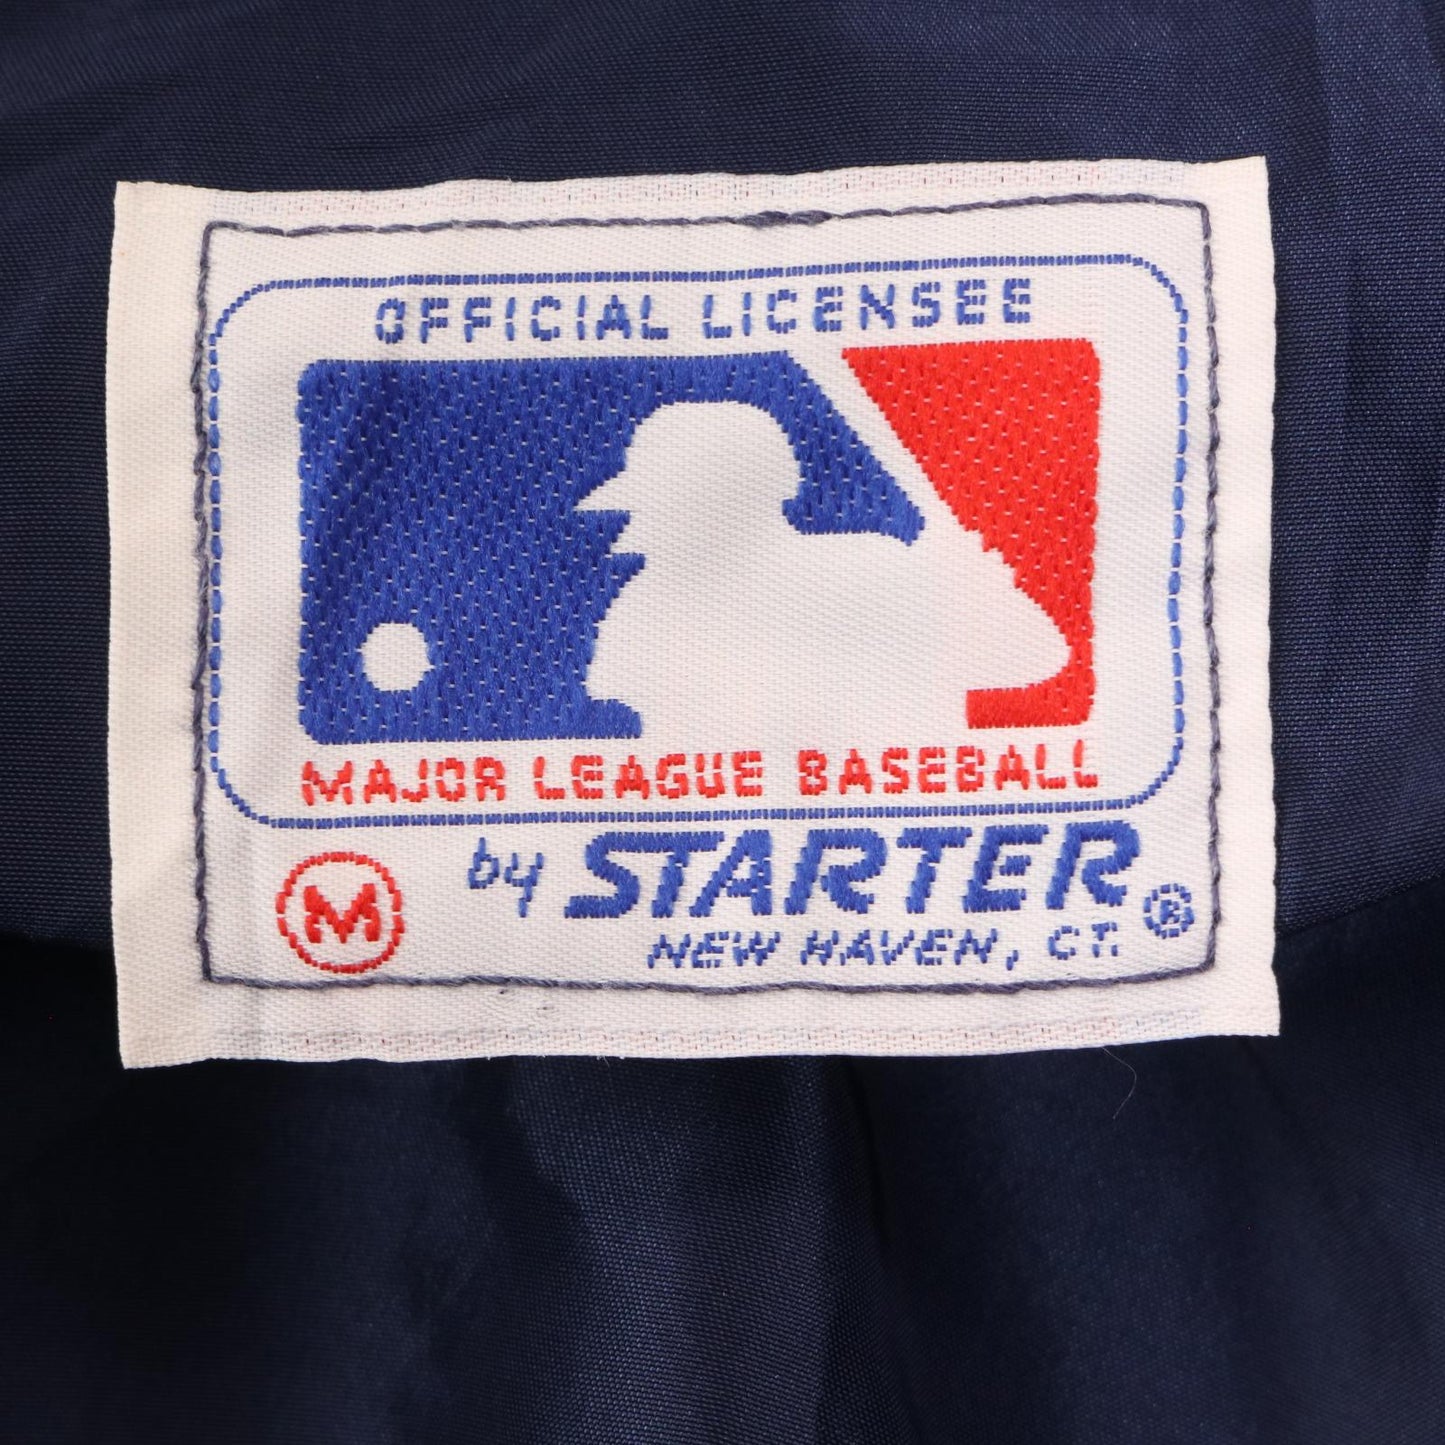 OFFICIAL LICENSEE
MAJOR LEAGUE BASEBALL
M
by STARTER ®
NEW HAVEN, CT.